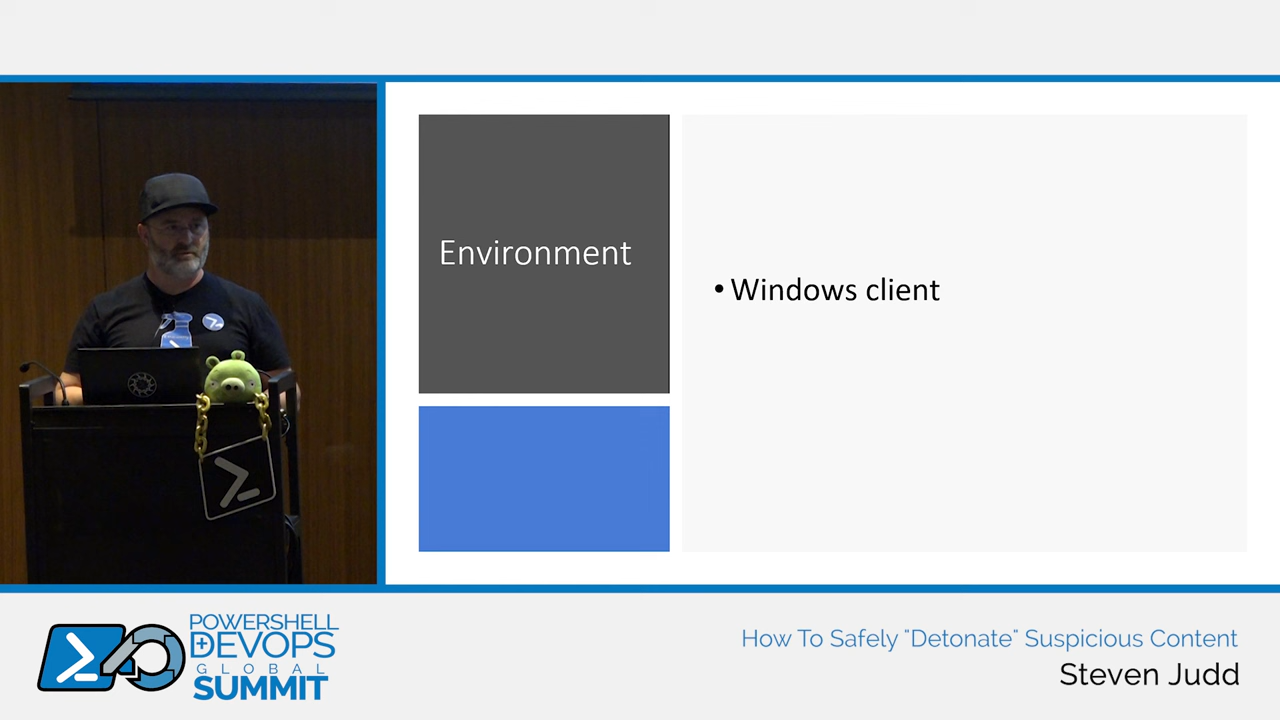 Environment
• Windows client
POWERSHELL
+DEVOPS
GLOBAL
SUMMIT
How To Safely "Detonate" Suspicious Content
Steven Judd